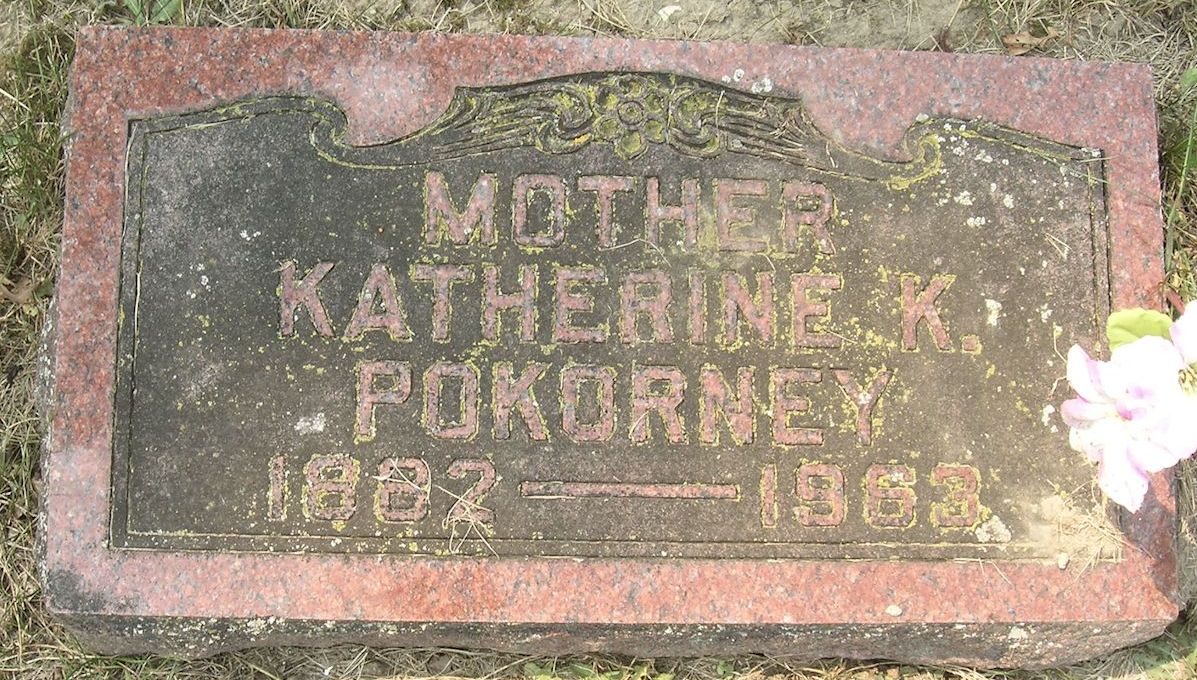 MOTHER
KATHERINE K.
POKORNEY
1882 — 1963